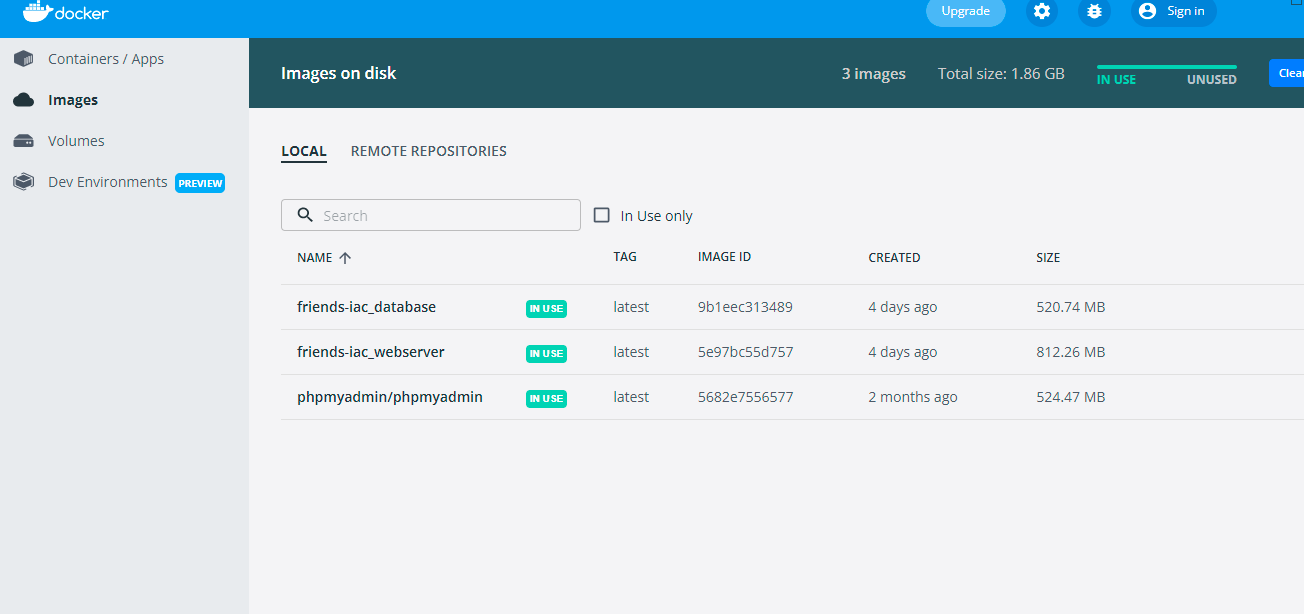 docker
Upgrade
Sign in
Containers / Apps
Images
Volumes
Dev Environments PREVIEW
Images on disk
3 images
Total size: 1.86 GB
IN USE
UNUSED
LOCAL
REMOTE REPOSITORIES
Search
In Use only
NAME TAG IMAGE ID CREATED SIZE
friends-iac_database IN USE latest 9b1eec313489 4 days ago 520.74 MB
friends-iac_webserver IN USE latest 5e97bc55d757 4 days ago 812.26 MB
phpmyadmin/phpmyadmin IN USE latest 5682e7556577 2 months ago 524.47 MB